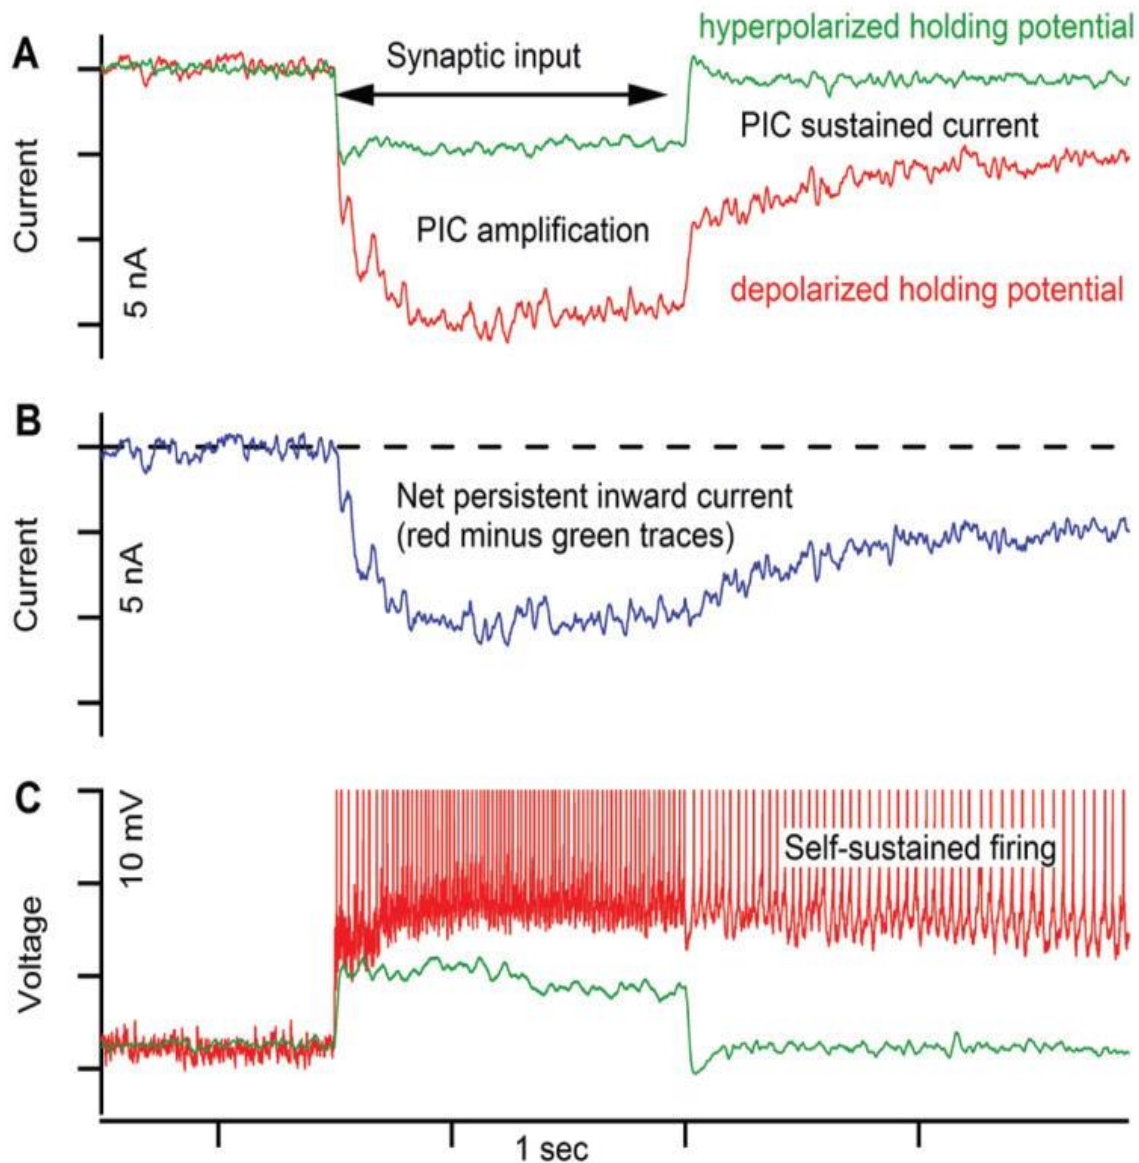 A
hyperpolarized holding potential
Synaptic input
PIC sustained current
PIC amplification
depolarized holding potential
Current
5 nA
B
Net persistent inward current
(red minus green traces)
Current
5 nA
C
10 mV
Self-sustained firing
Voltage
1 sec